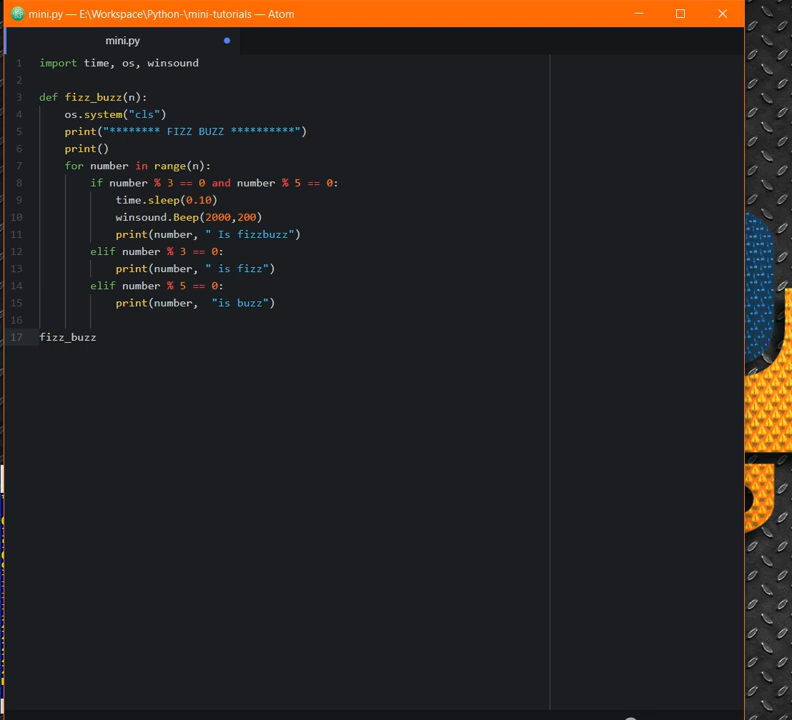 mini.py — E:\Workspace\Python-\mini-tutorials — Atom
mini.py
1 import time, os, winsound
2
3 def fizz_buzz(n):
4     os.system("cls")
5     print("******** FIZZ BUZZ **********")
6     print()
7     for number in range(n):
8         if number % 3 == 0 and number % 5 == 0:
9             time.sleep(0.10)
10             winsound.Beep(2000,200)
11             print(number, " Is fizzbuzz")
12         elif number % 3 == 0:
13             print(number, " is fizz")
14         elif number % 5 == 0:
15             print(number,  "is buzz")
16
17 fizz_buzz